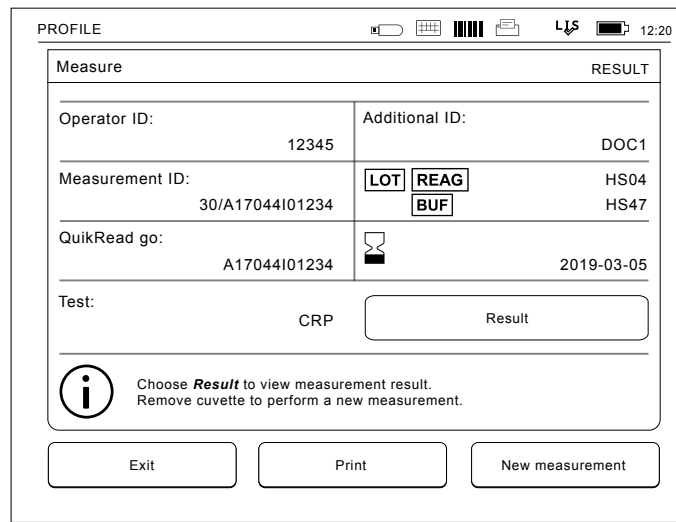 PROFILE LIS 12:20
Measure RESULT
Operator ID:
12345
Additional ID:
DOC1
Measurement ID:
30/A17044I01234
LOT REAG HS04
BUF HS47
QuikRead go:
A17044I01234
2019-03-05
Test:
CRP
Result
i
Choose Result to view measurement result.
Remove cuvette to perform a new measurement.
Exit Print New measurement